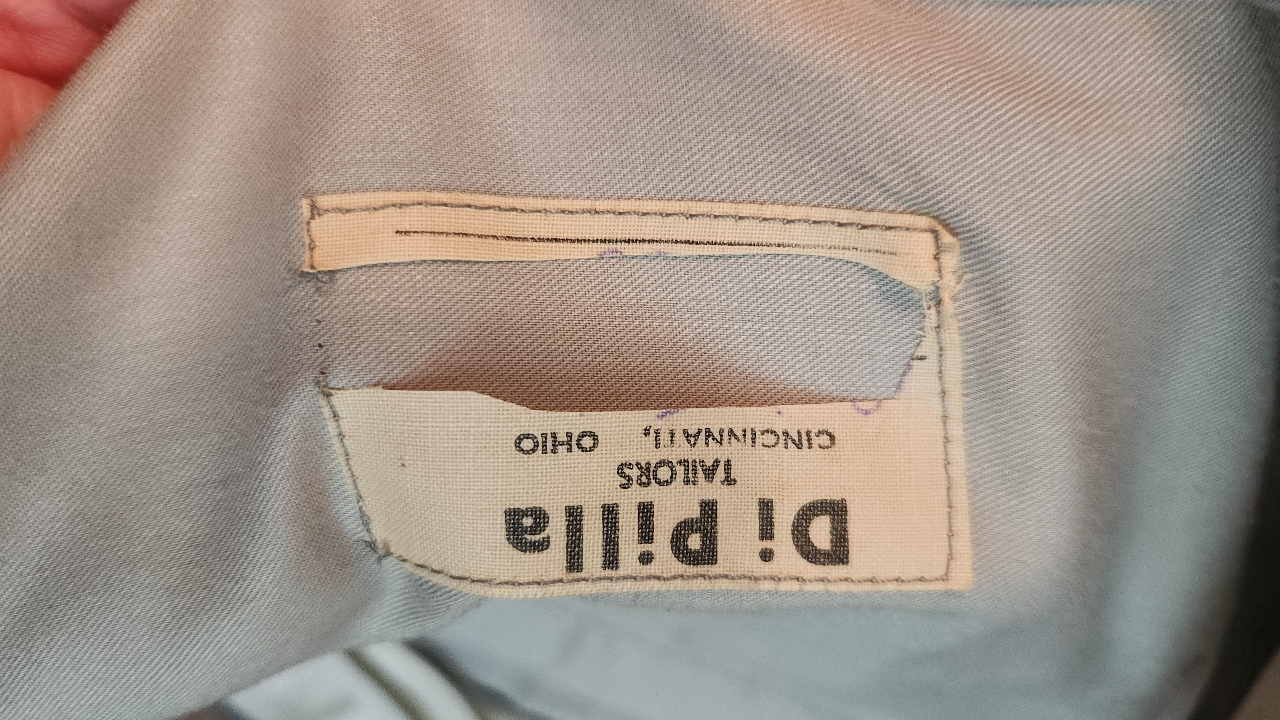 Di Pilla
TAILORS
CINCINNATI, OHIO